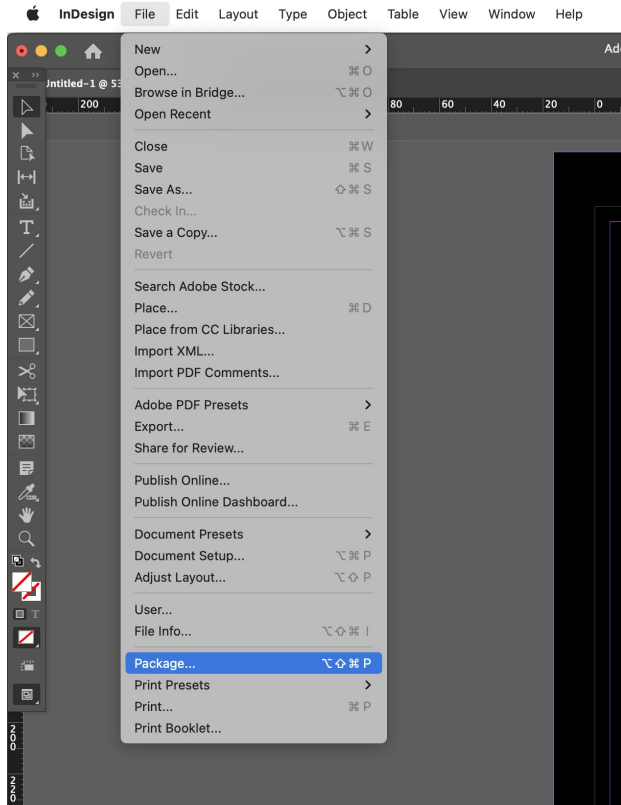 InDesign File Edit Layout Type Object Table View Window Help
Untitled-1 @ 53
200 80 60 40 20 0
New
Open... ⌘ O
Browse in Bridge... ⌥ ⌘ O
Open Recent
Close ⌘ W
Save ⌘ S
Save As... ⇧ ⌘ S
Check In...
Save a Copy... ⌥ ⌘ S
Revert
Search Adobe Stock...
Place... ⌘ D
Place from CC Libraries...
Import XML...
Import PDF Comments...
Adobe PDF Presets
Export... ⌘ E
Share for Review...
Publish Online...
Publish Online Dashboard...
Document Presets
Document Setup... ⌥ ⌘ P
Adjust Layout... ⌥ ⇧ P
User...
File Info... ⌥ ⇧ ⌘ I
Package... ⌥ ⇧ ⌘ P
Print Presets
Print... ⌘ P
Print Booklet...
200
220